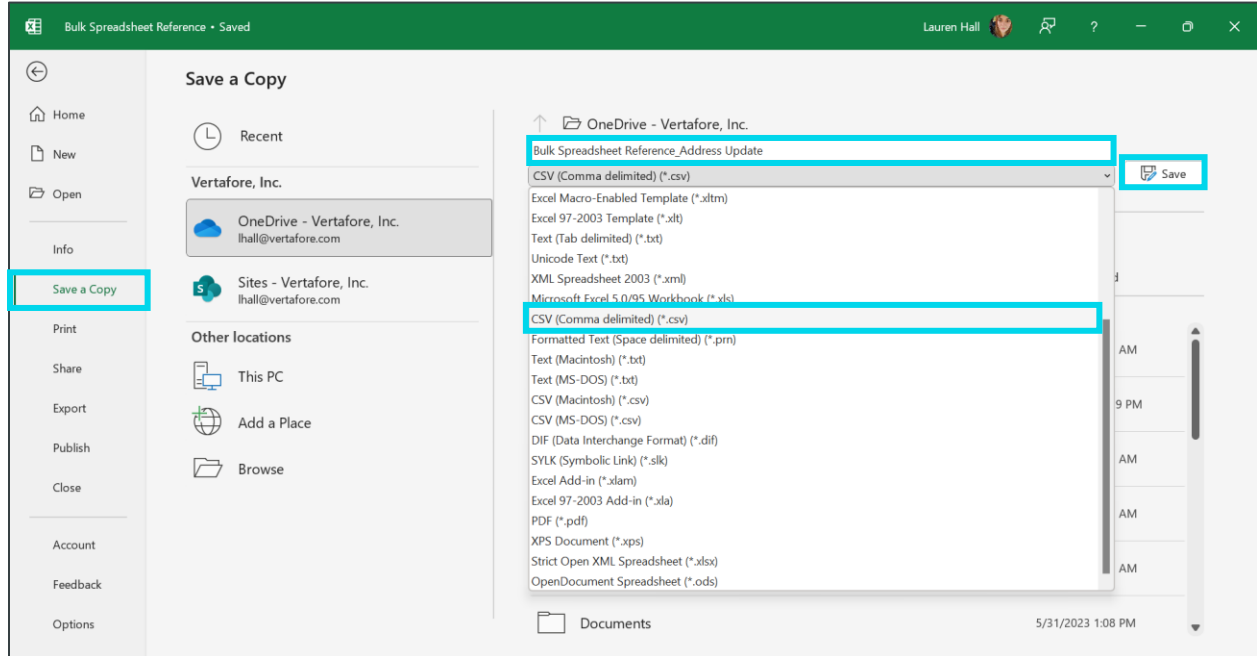 Bulk Spreadsheet Reference • Saved
Lauren Hall
?
Save a Copy
Home
New
Open
Info
Save a Copy
Print
Share
Export
Publish
Close
Account
Feedback
Options
Recent
Vertafore, Inc.
OneDrive - Vertafore, Inc.
lhall@vertafore.com
Sites - Vertafore, Inc.
lhall@vertafore.com
Other locations
This PC
Add a Place
Browse
OneDrive - Vertafore, Inc.
Bulk Spreadsheet Reference_Address Update
CSV (Comma delimited) (*.csv)
Save
Excel Macro-Enabled Template (*.xltm)
Excel 97-2003 Template (*.xlt)
Text (Tab delimited) (*.txt)
Unicode Text (*.txt)
XML Spreadsheet 2003 (*.xml)
Microsoft Excel 5.0/95 Workbook (*.xls)
CSV (Comma delimited) (*.csv)
Formatted Text (Space delimited) (*.prn)
Text (Macintosh) (*.txt)
Text (MS-DOS) (*.txt)
CSV (Macintosh) (*.csv)
CSV (MS-DOS) (*.csv)
DIF (Data Interchange Format) (*.dif)
SYLK (Symbolic Link) (*.slk)
Excel Add-in (*.xlam)
Excel 97-2003 Add-in (*.xla)
PDF (*.pdf)
XPS Document (*.xps)
Strict Open XML Spreadsheet (*.xlsx)
OpenDocument Spreadsheet (*.ods)
AM
9 PM
AM
AM
AM
Documents
5/31/2023 1:08 PM